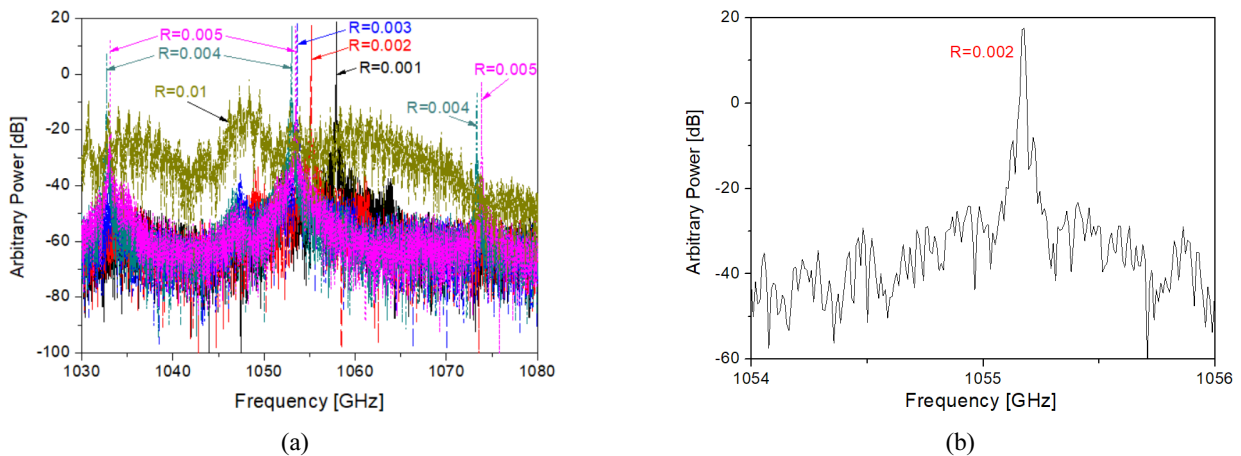 20
0
-20
-40
-60
-80
-100
Arbitrary Power [dB]
R=0.005
R=0.004
R=0.003
R=0.002
R=0.001
R=0.01
R=0.005
R=0.004
1030 1040 1050 1060 1070 1080
Frequency [GHz]
(a)
20
0
-20
-40
-60
Arbitrary Power [dB]
R=0.002
1054 1055 1056
Frequency [GHz]
(b)